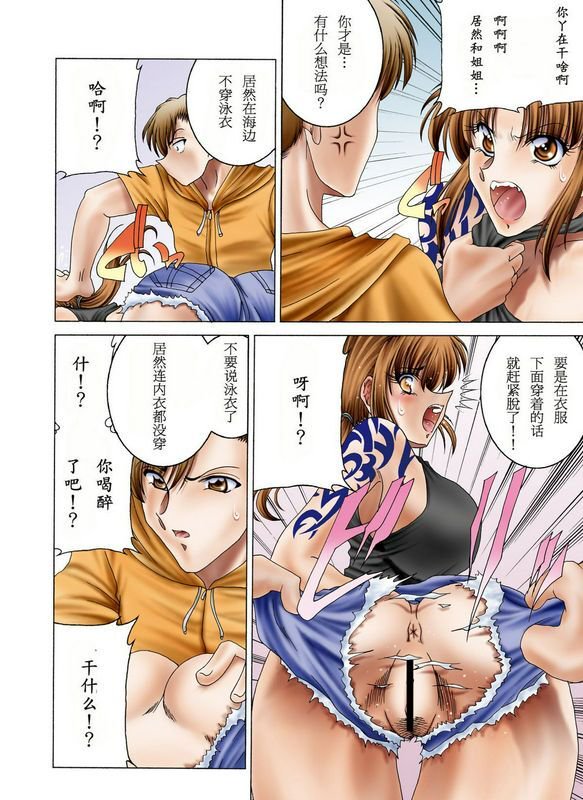 你丫在干啥啊
啊啊啊
居然和姐姐…
你才是…
有什么想法吗？
居然在海边
不穿泳衣
哈啊！？
要是在衣服
下面穿着的话
就赶紧脱了！！
呀啊！？
不要说泳衣了
居然连内衣都没穿
什！？
你喝醉
了吧！？
干什么！？